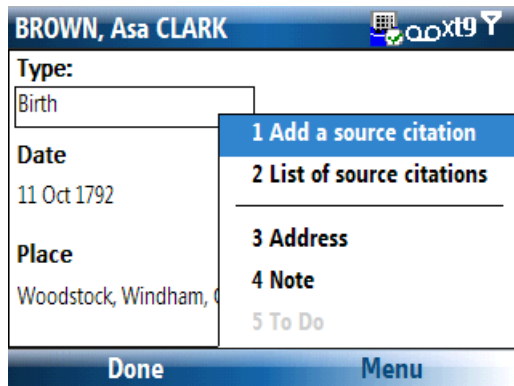 BROWN, Asa CLARK xt9
Type:
Birth
Date
11 Oct 1792
Place
Woodstock, Windham,
1 Add a source citation
2 List of source citations
3 Address
4 Note
5 To Do
Done Menu